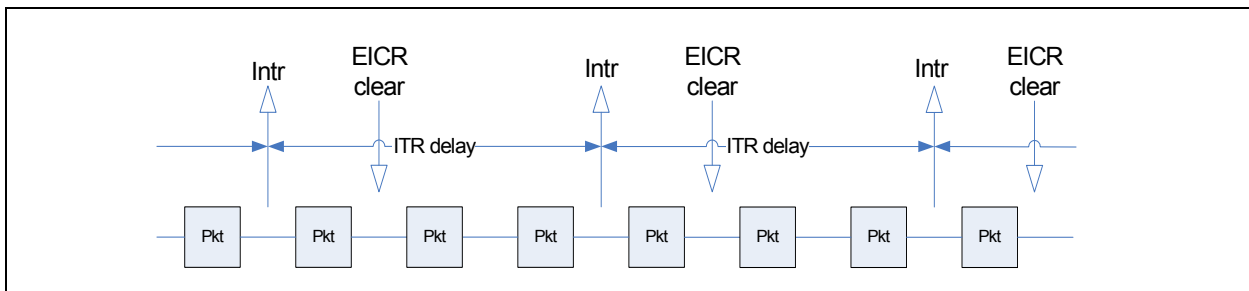 Intr
EICR
clear
Intr
EICR
clear
Intr
EICR
clear
ITR delay
ITR delay
Pkt
Pkt
Pkt
Pkt
Pkt
Pkt
Pkt
Pkt